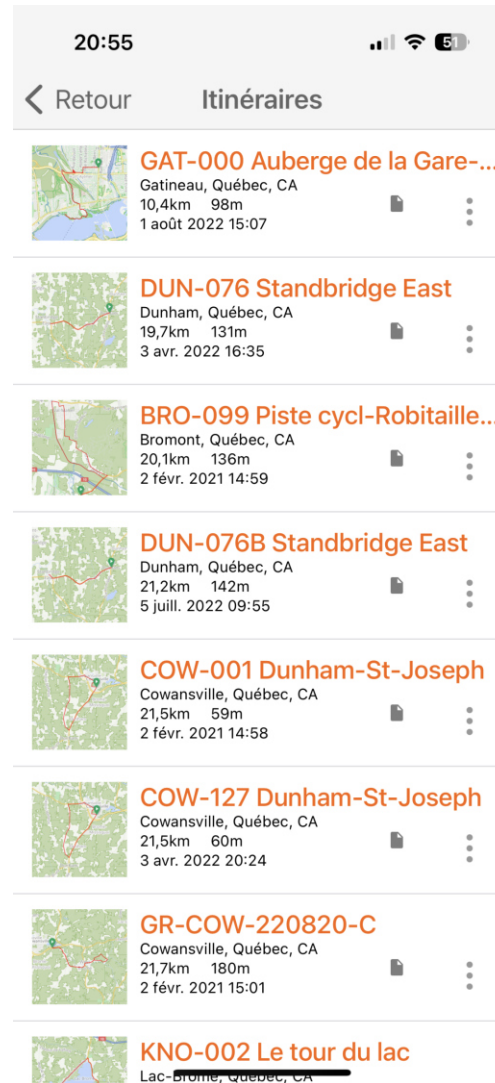 20:55
51
Retour
Itinéraires
GAT-000 Auberge de la Gare-...
Gatineau, Québec, CA
10,4km 98m
1 août 2022 15:07
DUN-076 Standbridge East
Dunham, Québec, CA
19,7km 131m
3 avr. 2022 16:35
BRO-099 Piste cycl-Robitaille...
Bromont, Québec, CA
20,1km 136m
2 févr. 2021 14:59
DUN-076B Standbridge East
Dunham, Québec, CA
21,2km 142m
5 juill. 2022 09:55
COW-001 Dunham-St-Joseph
Cowansville, Québec, CA
21,5km 59m
2 févr. 2021 14:58
COW-127 Dunham-St-Joseph
Cowansville, Québec, CA
21,5km 60m
3 avr. 2022 20:24
GR-COW-220820-C
Cowansville, Québec, CA
21,7km 180m
2 févr. 2021 15:01
KNO-002 Le tour du lac
Lac-Brome, Québec, CA